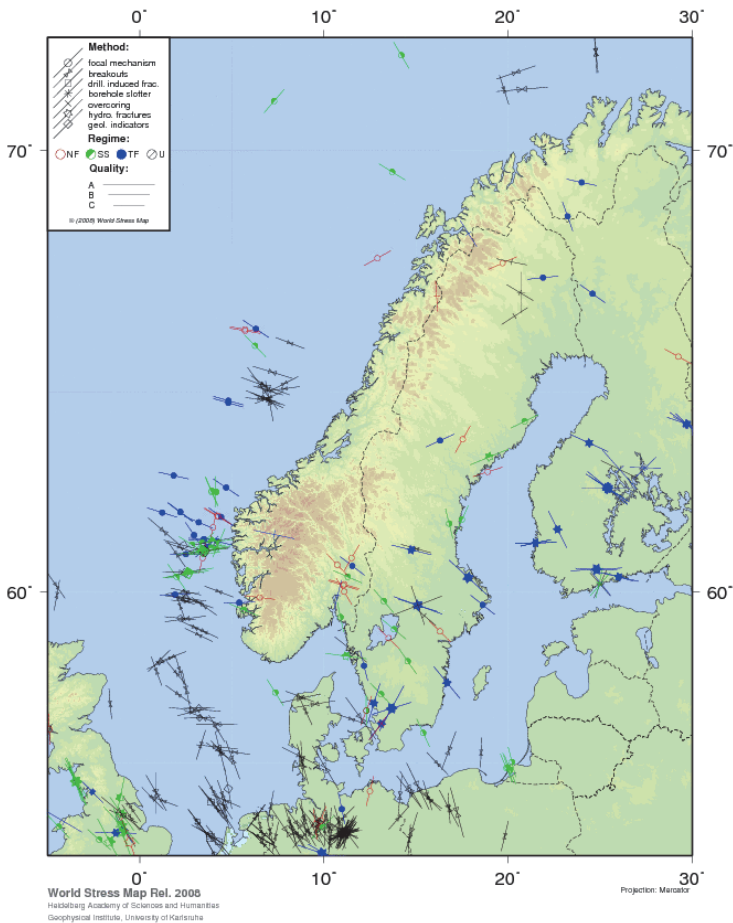 0° 10° 20° 30°
Method:
focal mechanism
breakouts
drill. induced frac.
borehole slotter
overcoring
hydro. fractures
geol. indicators
Regime:
NF SS TF U
Quality:
A
B
C
© (2008) World Stress Map
70° 70°
60° 60°
0° 10° 20° 30°
Projection: Mercator
World Stress Map Rel. 2008
Heidelberg Academy of Sciences and Humanities
Geophysical Institute, University of Karlsruhe